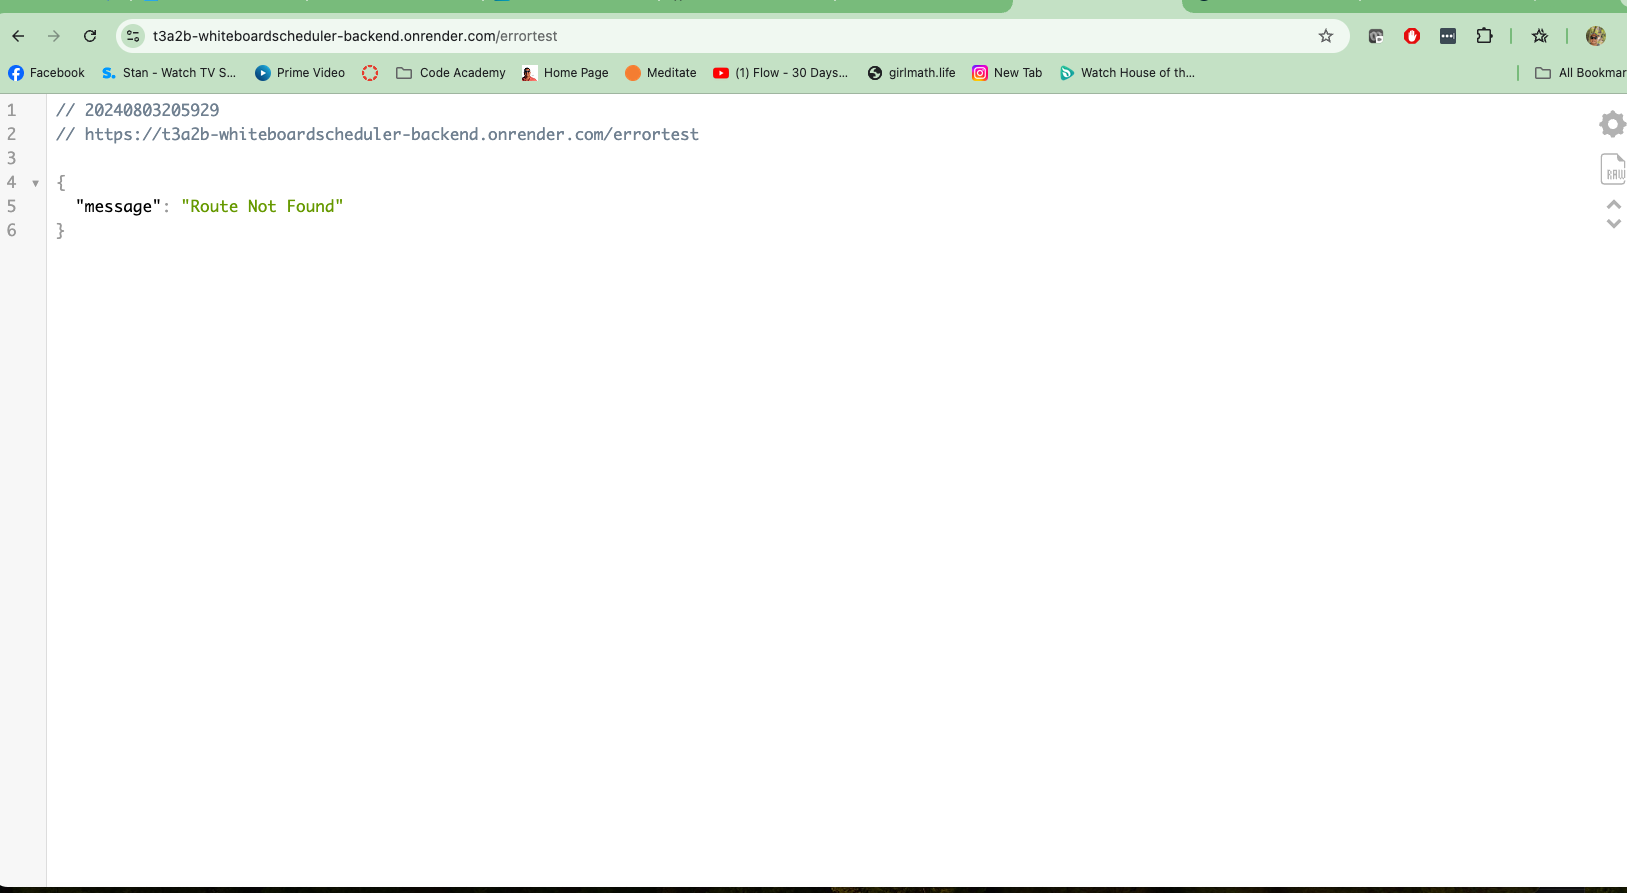 t3a2b-whiteboardscheduler-backend.onrender.com/errortest
Facebook Stan - Watch TV S... Prime Video Code Academy Home Page Meditate (1) Flow - 30 Days... girlmath.life New Tab Watch House of th... All Bookmar
1 // 20240803205929
2 // https://t3a2b-whiteboardscheduler-backend.onrender.com/errortest
3
4 {
5 "message": "Route Not Found"
6 }
RAW